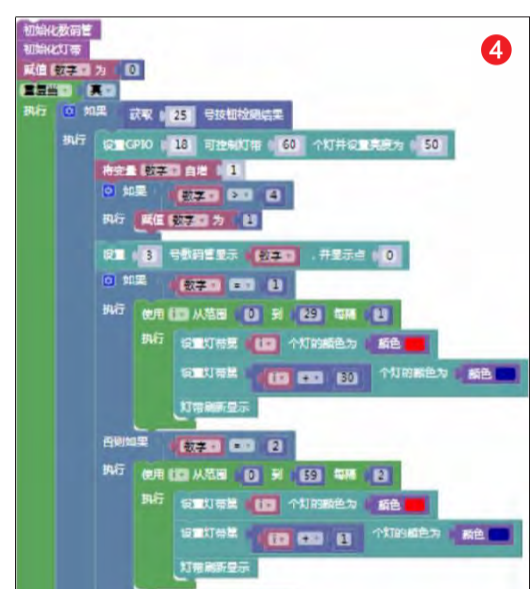 4
初始化数码管
初始化灯带
赋值 数字 为 0
重复当 真
执行 如果 获取 25 号按钮检测结果
执行 设置GPIO 18 可控制灯带 60 个灯并设置亮度为 50
将变量 数字 自增 1
如果 数字 > 4
执行 赋值 数字 为 1
设置 3 号数码管显示 数字 ,并显示点 0
如果 数字 = 1
执行 使用 i 从范围 0 到 29 每隔 1
执行 设置灯带第 i 个灯的颜色为 颜色
设置灯带第 i + 30 个灯的颜色为 颜色
灯带刷新显示
否则如果 数字 = 2
执行 使用 i 从范围 0 到 59 每隔 2
执行 设置灯带第 i 个灯的颜色为 颜色
设置灯带第 i + 1 个灯的颜色为 颜色
灯带刷新显示